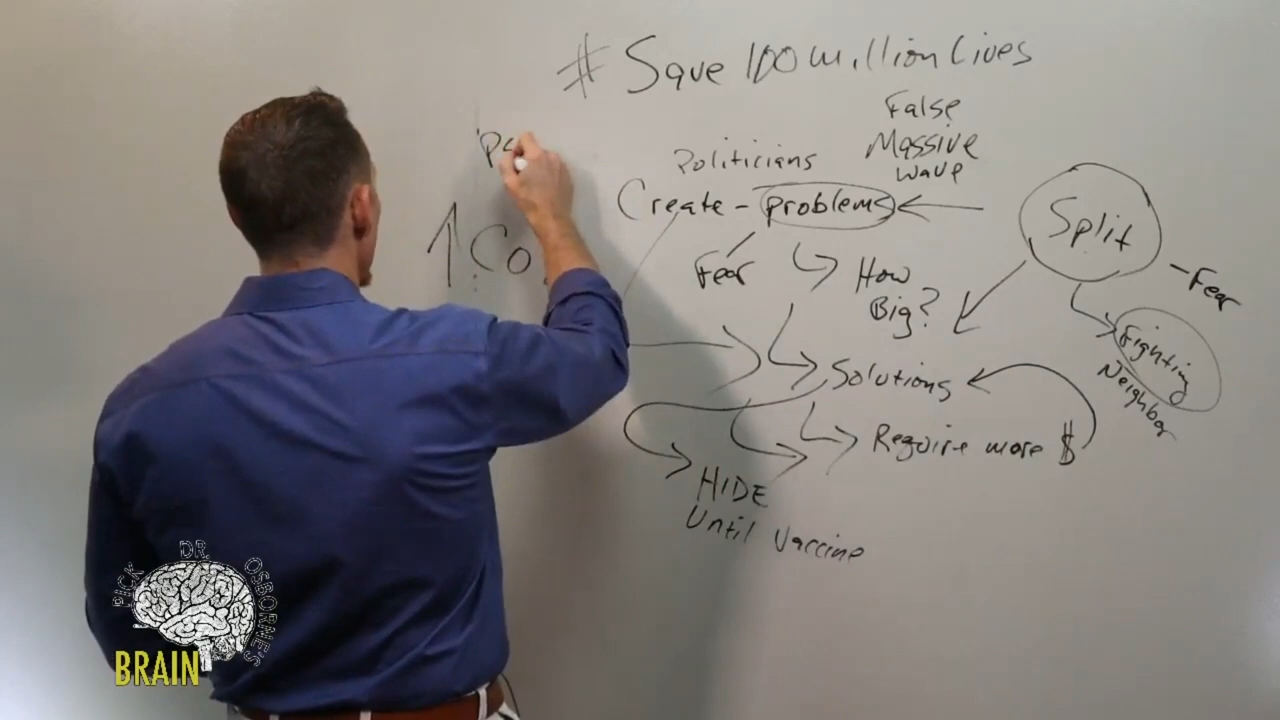 # Save 100 million Lives
False
Massive
wave
Politicians
Create - problems
Split
Fear
How
Big?
- Fear
Fighting
Neighbor
Solutions
Require more $
HIDE
Until Vaccine
PICK DR. OSBORNE'S
BRAIN